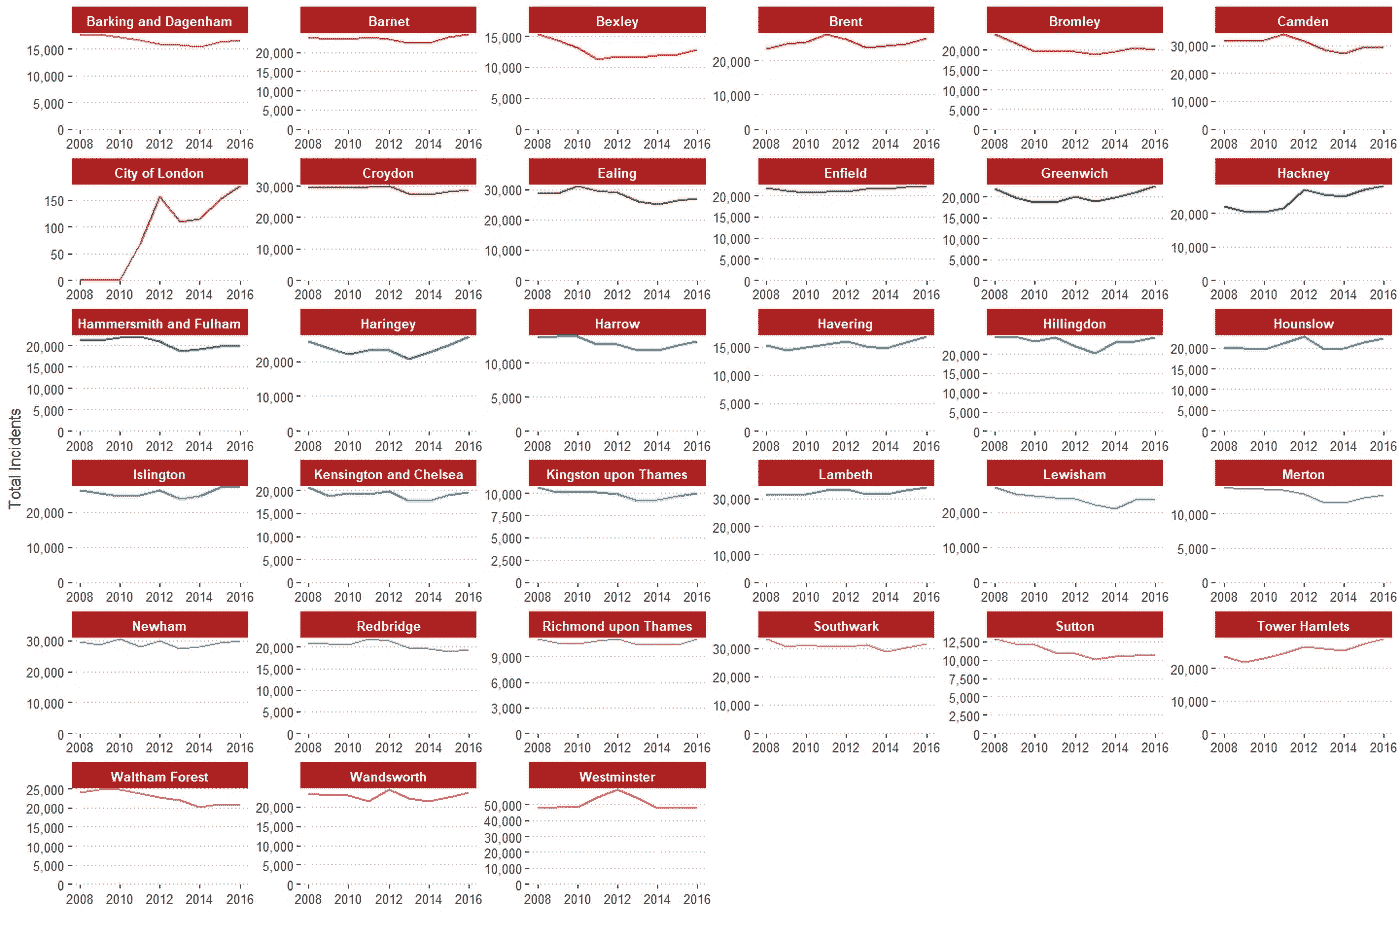 Total Incidents
Barking and Dagenham Barnet Bexley Brent Bromley Camden
15,000 20,000 15,000 20,000 20,000 30,000
10,000 15,000 10,000 10,000 15,000 20,000
5,000 10,000 5,000 0 10,000 10,000
0 5,000 0 5,000 0
0 0
2008 2010 2012 2014 2016 2008 2010 2012 2014 2016 2008 2010 2012 2014 2016 2008 2010 2012 2014 2016 2008 2010 2012 2014 2016 2008 2010 2012 2014 2016
City of London Croydon Ealing Enfield Greenwich Hackney
150 30,000 30,000 20,000 20,000 20,000
100 20,000 20,000 15,000 15,000 10,000
50 10,000 10,000 10,000 10,000 0
0 0 0 5,000 5,000
0 0
2008 2010 2012 2014 2016 2008 2010 2012 2014 2016 2008 2010 2012 2014 2016 2008 2010 2012 2014 2016 2008 2010 2012 2014 2016 2008 2010 2012 2014 2016
Hammersmith and Fulham Haringey Harrow Havering Hillingdon Hounslow
20,000 20,000 10,000 15,000 20,000 20,000
15,000 10,000 5,000 10,000 15,000 15,000
10,000 0 0 5,000 10,000 10,000
5,000 0 5,000 5,000
0 0 0
2008 2010 2012 2014 2016 2008 2010 2012 2014 2016 2008 2010 2012 2014 2016 2008 2010 2012 2014 2016 2008 2010 2012 2014 2016 2008 2010 2012 2014 2016
Islington Kensington and Chelsea Kingston upon Thames Lambeth Lewisham Merton
20,000 20,000 10,000 30,000 20,000 10,000
10,000 15,000 7,500 20,000 10,000 5,000
0 10,000 5,000 10,000 0 0
5,000 2,500 0
0 0
2008 2010 2012 2014 2016 2008 2010 2012 2014 2016 2008 2010 2012 2014 2016 2008 2010 2012 2014 2016 2008 2010 2012 2014 2016 2008 2010 2012 2014 2016
Newham Redbridge Richmond upon Thames Southwark Sutton Tower Hamlets
30,000 20,000 9,000 30,000 12,500 20,000
20,000 15,000 6,000 20,000 10,000 10,000
10,000 10,000 3,000 10,000 7,500 0
0 5,000 0 0 5,000
0 2,500
0
2008 2010 2012 2014 2016 2008 2010 2012 2014 2016 2008 2010 2012 2014 2016 2008 2010 2012 2014 2016 2008 2010 2012 2014 2016 2008 2010 2012 2014 2016
Waltham Forest Wandsworth Westminster
25,000 20,000 50,000
20,000 15,000 40,000
15,000 10,000 30,000
10,000 5,000 20,000
5,000 0 10,000
0 0
2008 2010 2012 2014 2016 2008 2010 2012 2014 2016 2008 2010 2012 2014 2016